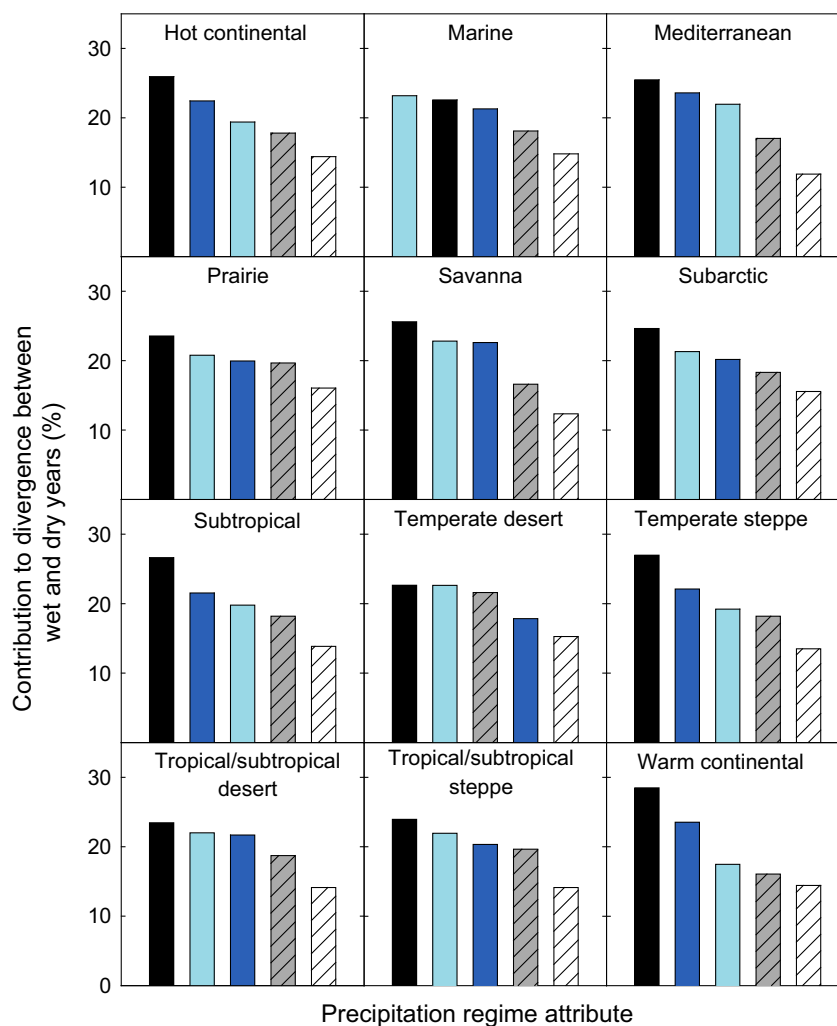 Hot continental
Marine
Mediterranean
30
20
10
Prairie
Savanna
Subarctic
30
20
10
Subtropical
Temperate desert
Temperate steppe
30
20
10
Tropical/subtropical
desert
Tropical/subtropical
steppe
Warm continental
30
20
10
0
Contribution to divergence between
wet and dry years (%)
Precipitation regime attribute